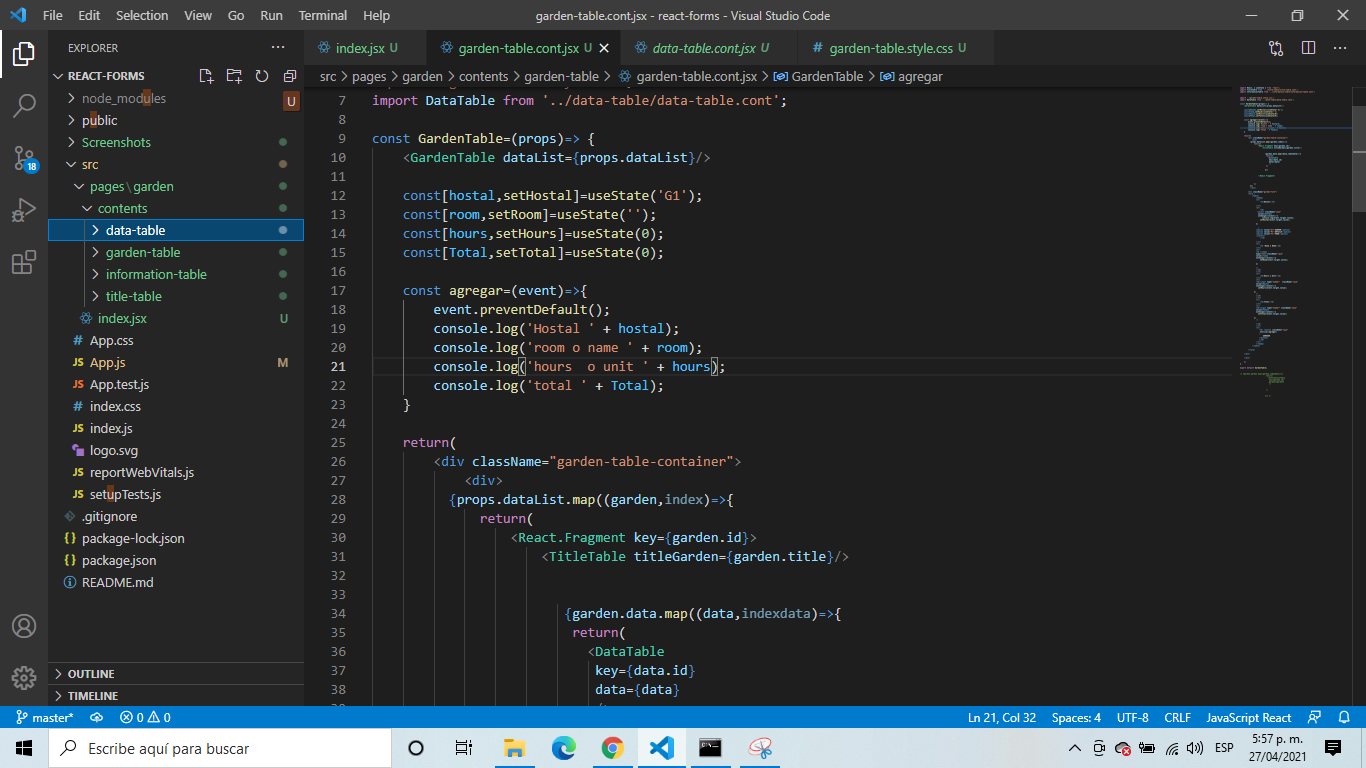 File Edit Selection View Go Run Terminal Help garden-table.cont.jsx - react-forms - Visual Studio Code
EXPLORER
REACT-FORMS
node_modules U
public
Screenshots
src
pages \ garden
contents
data-table
garden-table
information-table
title-table
index.jsx U
App.css
App.js M
App.test.js
index.css
index.js
logo.svg
reportWebVitals.js
setupTests.js
.gitignore
package-lock.json
package.json
README.md
OUTLINE
TIMELINE
18
index.jsx U garden-table.cont.jsx U data-table.cont.jsx U garden-table.style.css U
src > pages > garden > contents > garden-table > garden-table.cont.jsx > GardenTable > agregar
7 import DataTable from '../data-table/data-table.cont';
8
9 const GardenTable=(props)=> {
10 <GardenTable dataList={props.dataList}/>
11
12 const[hostal,setHostal]=useState('G1');
13 const[room,setRoom]=useState('');
14 const[hours,setHours]=useState(0);
15 const[Total,setTotal]=useState(0);
16
17 const agregar=(event)=>{
18 event.preventDefault();
19 console.log('Hostal ' + hostal);
20 console.log('room o name ' + room);
21 console.log('hours  o unit ' + hours);
22 console.log('total ' + Total);
23 }
24
25 return(
26 <div className="garden-table-container">
27 <div>
28 {props.dataList.map((garden,index)=>{
29 return(
30 <React.Fragment key={garden.id}>
31 <TitleTable titleGarden={garden.title}/>
32
33
34 {garden.data.map((data,indexdata)=>{
35 return(
36 <DataTable
37 key={data.id}
38 data={data}
master* 0 0 Ln 21, Col 32 Spaces: 4 UTF-8 CRLF JavaScript React
Escribe aquí para buscar ESP 5:57 p. m.
27/04/2021